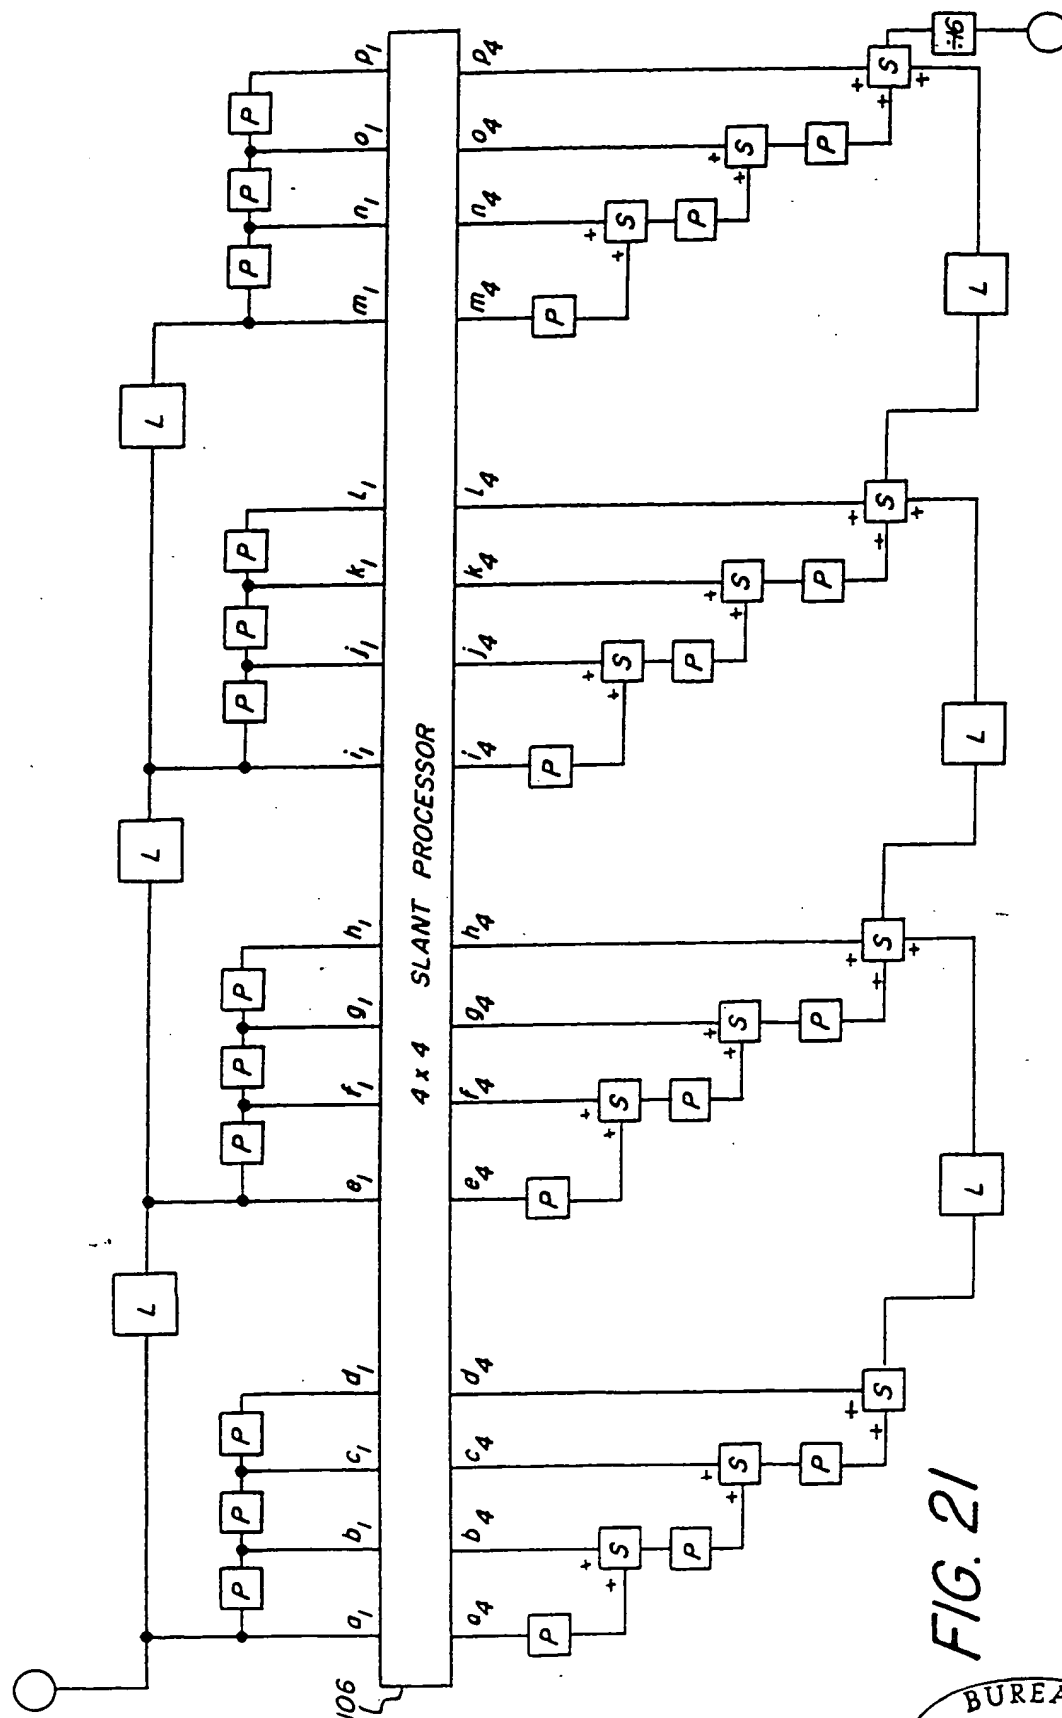 L L L
P P P P P P P P P P P P
a₁ b₁ c₁ d₁ e₁ f₁ g₁ h₁ i₁ j₁ k₁ l₁ m₁ n₁ o₁ p₁
106
4 x 4 SLANT PROCESSOR
a₄ b₄ c₄ d₄ e₄ f₄ g₄ h₄ i₄ j₄ k₄ l₄ m₄ n₄ o₄ p₄
P P P P
+ + S + + S + + S + + S
P P P P
+ + S + + S + + S + + S
P P P P
+ + S + + S + + + S + + + S +
÷16
L L L
FIG. 21
BUREA